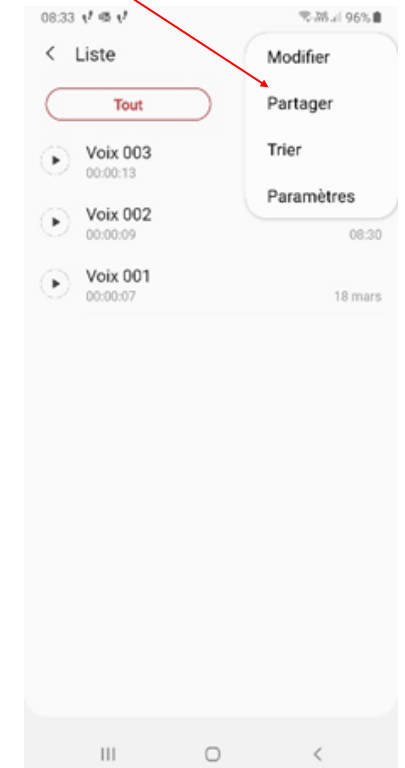 08:33 96%
Liste
Modifier
Tout
Partager
Trier
Paramètres
Voix 003
00:00:13
Voix 002
00:00:09 08:30
Voix 001
00:00:07 18 mars